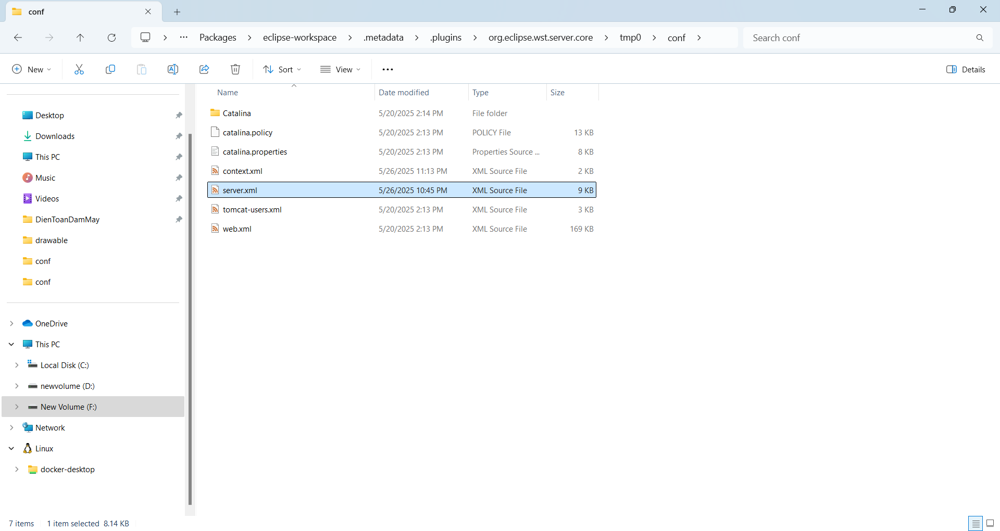 conf
Packages
eclipse-workspace
.metadata
.plugins
org.eclipse.wst.server.core
tmp0
conf
Search conf
New
Sort
View
Details
Name Date modified Type Size
Catalina 5/20/2025 2:14 PM File folder
catalina.policy 5/20/2025 2:13 PM POLICY File 13 KB
catalina.properties 5/20/2025 2:13 PM Properties Source ... 8 KB
context.xml 5/26/2025 11:13 PM XML Source File 2 KB
server.xml 5/26/2025 10:45 PM XML Source File 9 KB
tomcat-users.xml 5/20/2025 2:13 PM XML Source File 3 KB
web.xml 5/20/2025 2:13 PM XML Source File 169 KB
Desktop
Downloads
This PC
Music
Videos
DienToanDamMay
drawable
conf
conf
OneDrive
This PC
Local Disk (C:)
newvolume (D:)
New Volume (F:)
Network
Linux
docker-desktop
7 items 1 item selected 8.14 KB